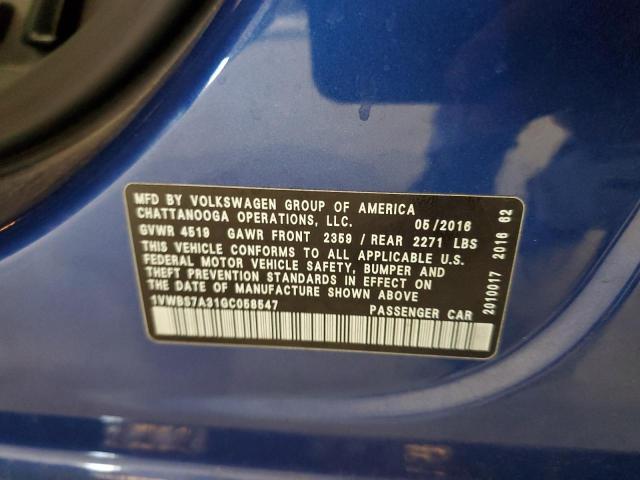 MFD BY VOLKSWAGEN GROUP OF AMERICA
CHATTANOOGA OPERATIONS, LLC. 05/2016
GVWR 4519 GAWR FRONT 2359 / REAR 2271 LBS
THIS VEHICLE CONFORMS TO ALL APPLICABLE U.S.
FEDERAL MOTOR VEHICLE SAFETY, BUMPER AND
THEFT PREVENTION STANDARDS IN EFFECT ON
THE DATE OF MANUFACTURE SHOWN ABOVE
1VWBS7A31GC058547 PASSENGER CAR
2010017 2016 62